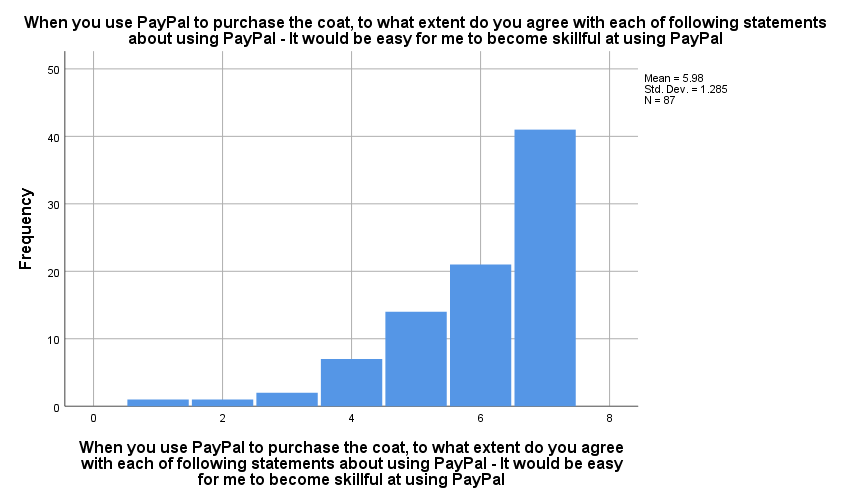 When you use PayPal to purchase the coat, to what extent do you agree with each of following statements
about using PayPal - It would be easy for me to become skillful at using PayPal
Mean = 5.98
Std. Dev. = 1.285
N = 87
50
40
30
20
10
0
Frequency
0 2 4 6 8
When you use PayPal to purchase the coat, to what extent do you agree
with each of following statements about using PayPal - It would be easy
for me to become skillful at using PayPal